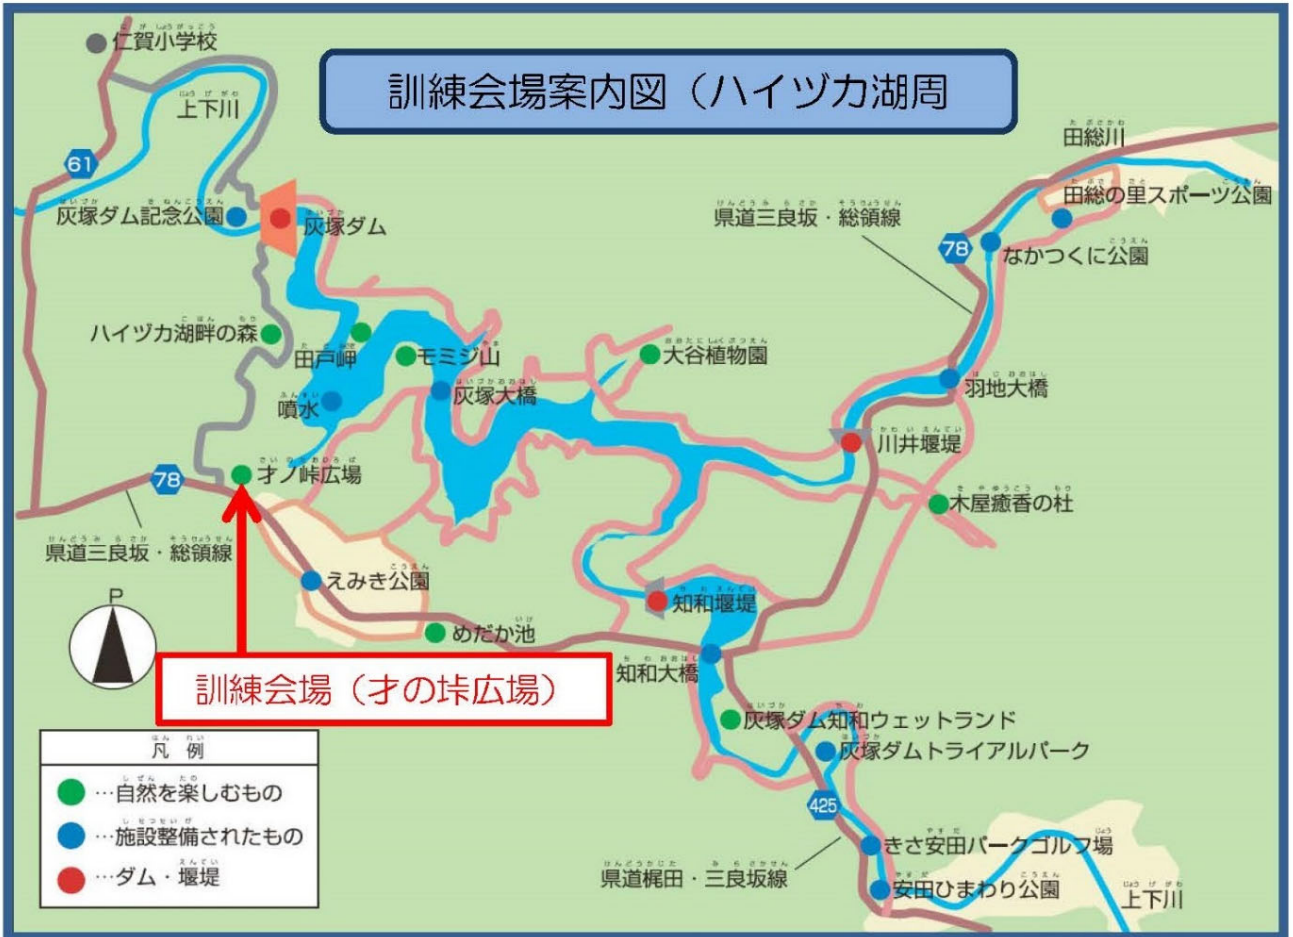 訓練会場案内図（ハイヅカ湖周
仁賀小学校
上下川
61
灰塚ダム記念公園
灰塚ダム
田総川
田総の里スポーツ公園
県道三良坂・総領線
78
なかつくに公園
ハイヅカ湖畔の森
田戸岬
モミジ山
大谷植物園
噴水
灰塚大橋
羽地大橋
川井堰堤
才ノ峠広場
78
木屋癒香の杜
県道三良坂・総領線
えみき公園
知和堰堤
めだか池
知和大橋
P
訓練会場（才の垰広場）
灰塚ダム知和ウェットランド
灰塚ダムトライアルパーク
425
きさ安田パークゴルフ場
県道梶田・三良坂線
安田ひまわり公園
上下川
凡例
…自然を楽しむもの
…施設整備されたもの
…ダム・堰堤